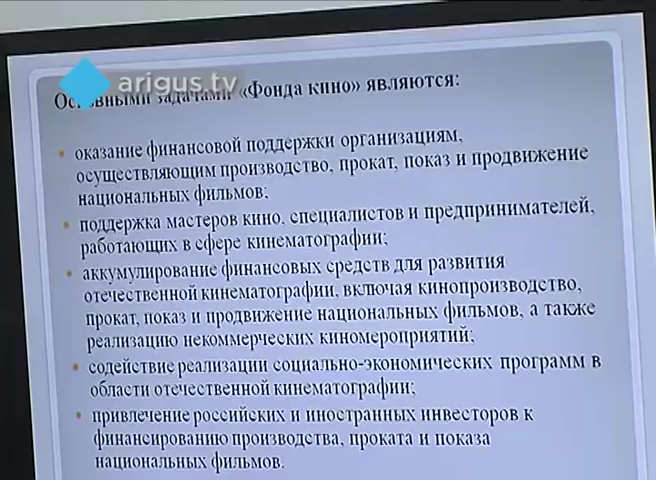 arigus.tv
Основными задачами «Фонда кино» являются:
• оказание финансовой поддержки организациям,
осуществляющим производство, прокат, показ и продвижение
национальных фильмов;
• поддержка мастеров кино, специалистов и предпринимателей,
работающих в сфере кинематографии;
• аккумулирование финансовых средств для развития
отечественной кинематографии, включая кинопроизводство,
прокат, показ и продвижение национальных фильмов, а также
реализацию некоммерческих киномероприятий;
• содействие реализации социально-экономических программ в
области отечественной кинематографии;
• привлечение российских и иностранных инвесторов к
финансированию производства, проката и показа
национальных фильмов.